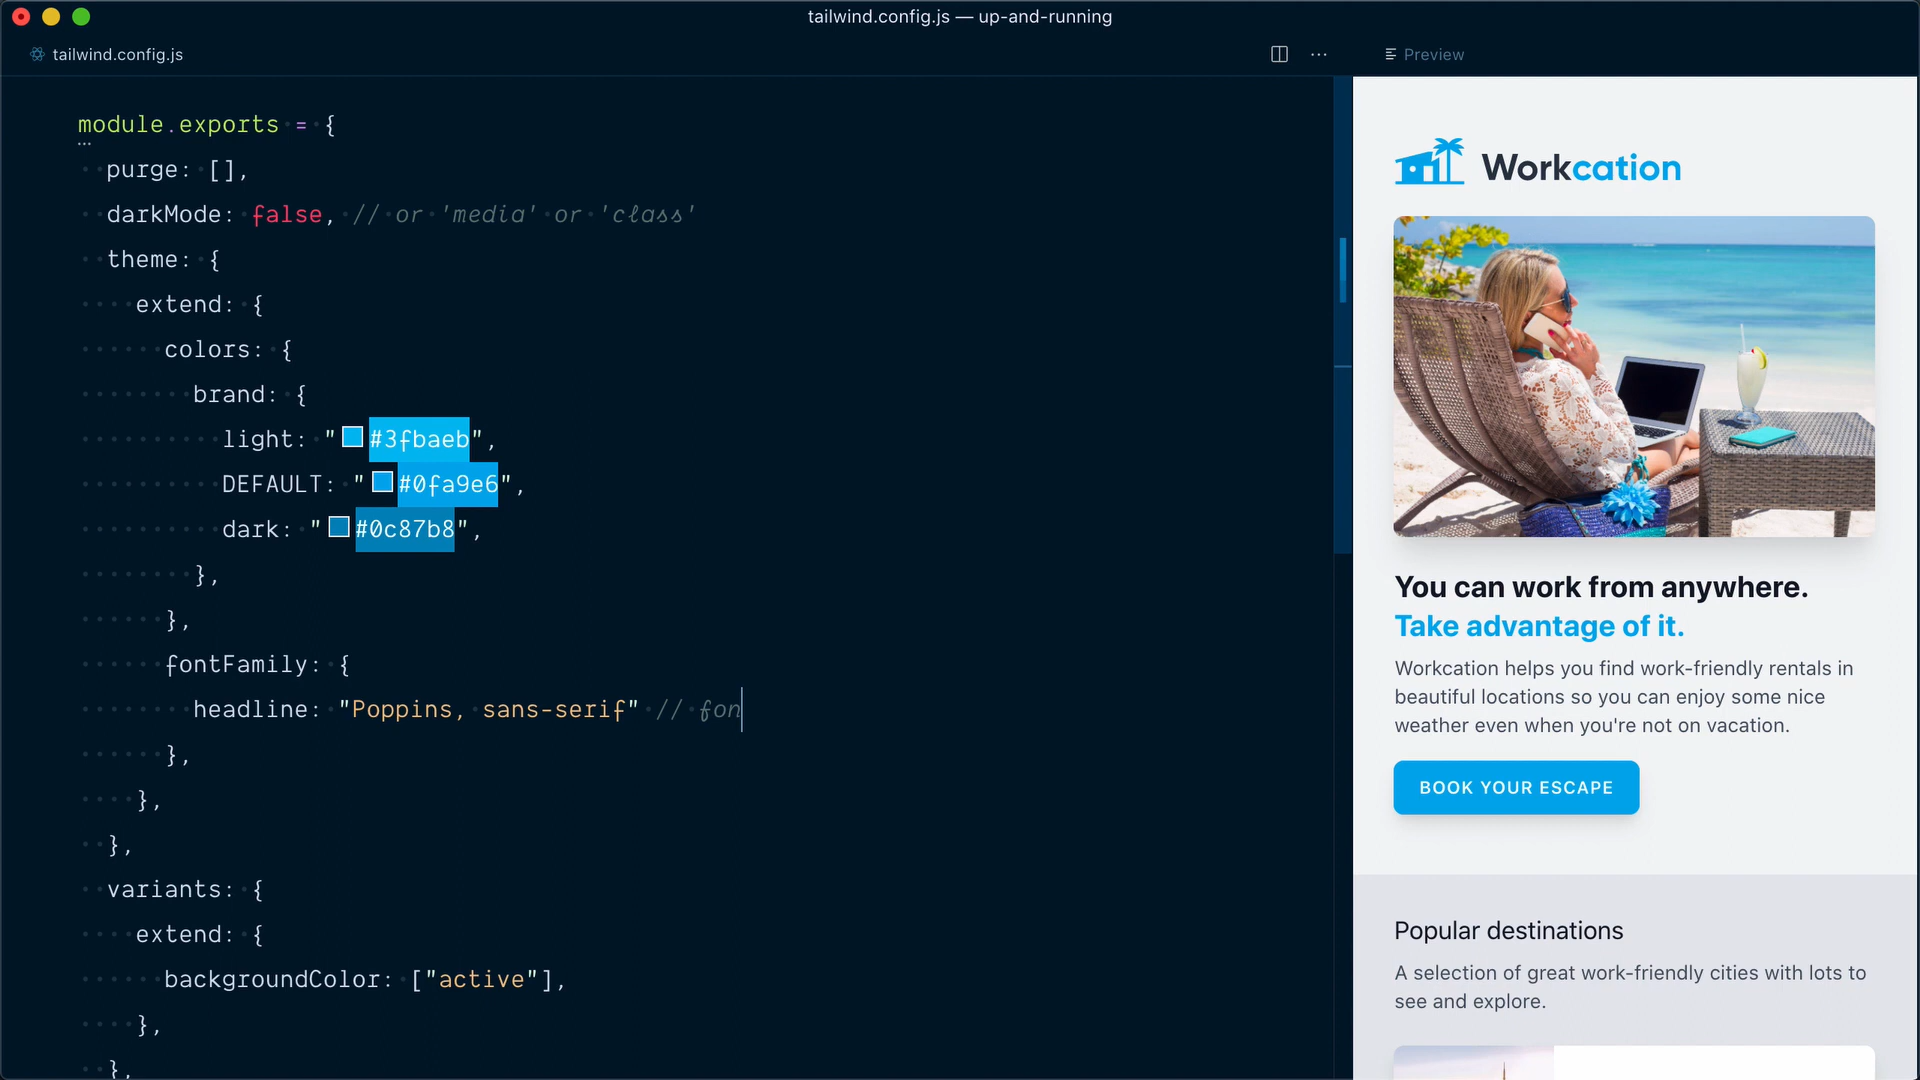 tailwind.config.js — up-and-running
tailwind.config.js
Preview
module.exports = {
purge: [],
darkMode: false, // or 'media' or 'class'
theme: {
extend: {
colors: {
brand: {
light: "#3fbaeb",
DEFAULT: "#0fa9e6",
dark: "#0c87b8",
},
},
fontFamily: {
headline: "Poppins, sans-serif" // fon
},
},
},
variants: {
extend: {
backgroundColor: ["active"],
},
},
Workcation
You can work from anywhere.
Take advantage of it.
Workcation helps you find work-friendly rentals in
beautiful locations so you can enjoy some nice
weather even when you're not on vacation.
BOOK YOUR ESCAPE
Popular destinations
A selection of great work-friendly cities with lots to
see and explore.